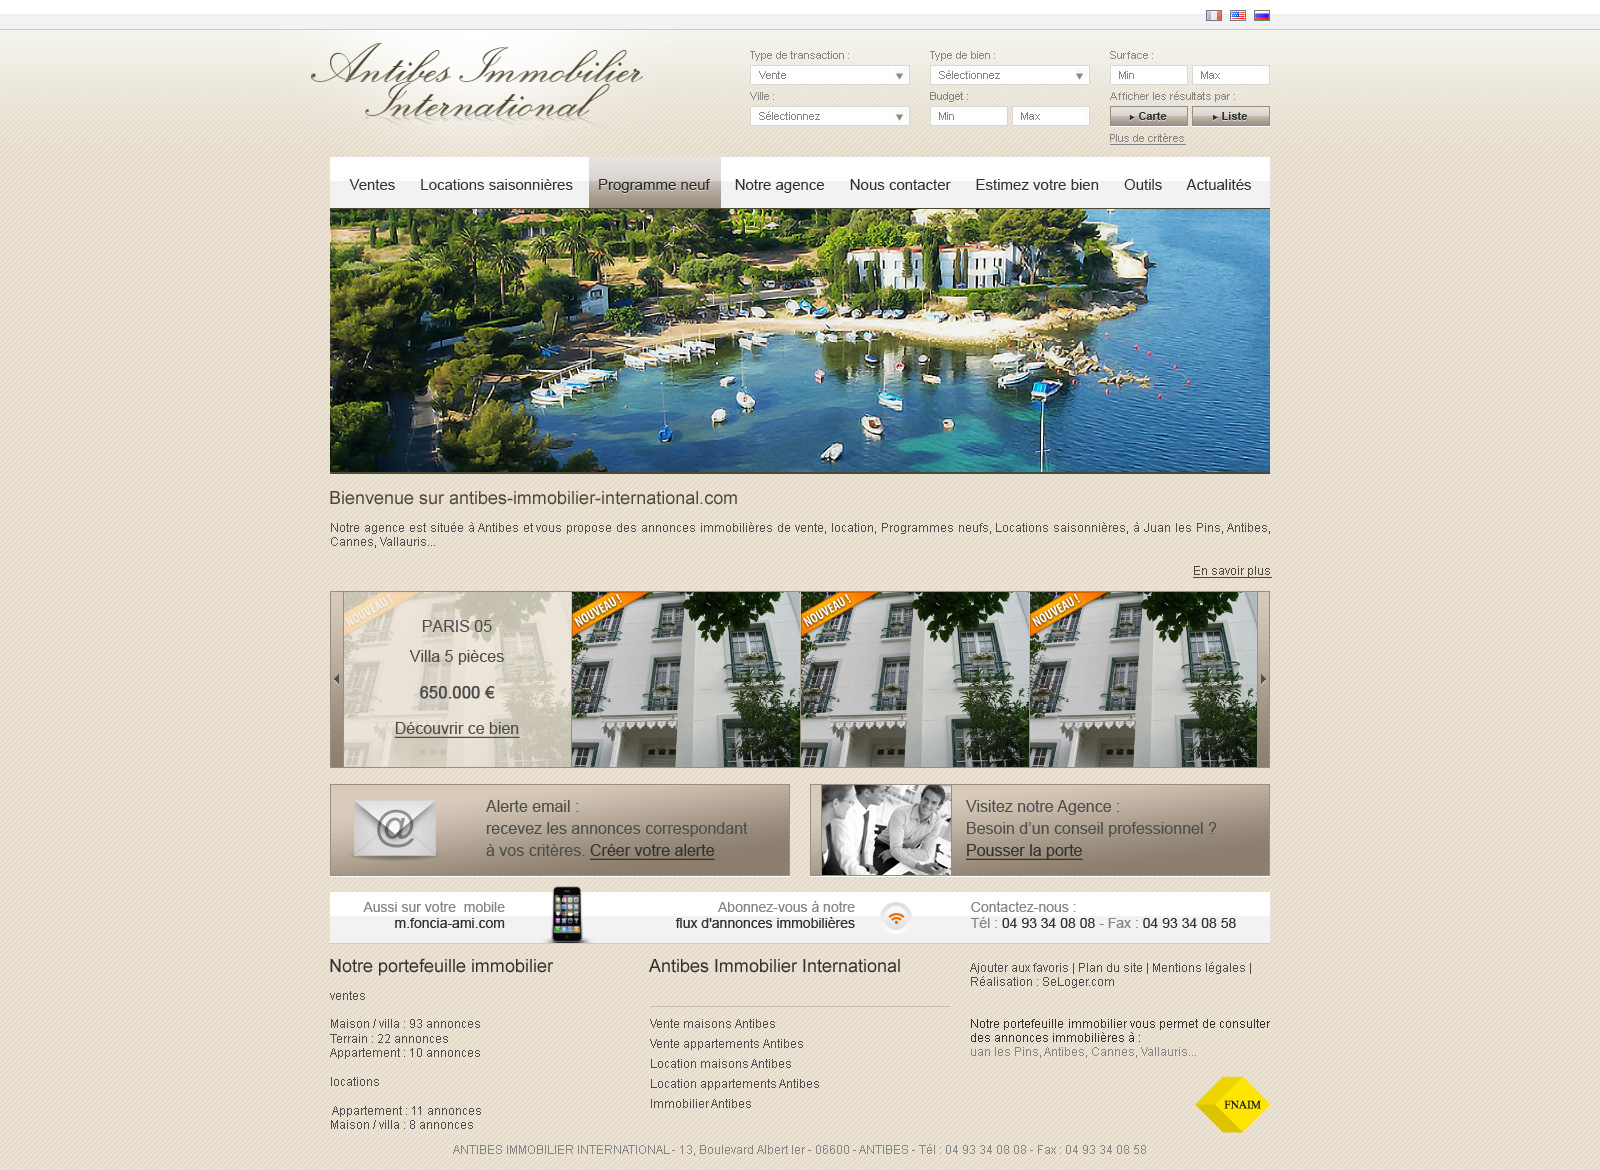 Antibes Immobilier
International
Type de transaction :
Vente
Type de bien :
Sélectionnez
Surface :
Min
Max
Ville :
Sélectionnez
Budget :
Min
Max
Afficher les résultats par :
Carte
Liste
Plus de critères
Ventes
Locations saisonnières
Programme neuf
Notre agence
Nous contacter
Estimez votre bien
Outils
Actualités
Bienvenue sur antibes-immobilier-international.com
Notre agence est située à Antibes et vous propose des annonces immobilières de vente, location, Programmes neufs, Locations saisonnières, à Juan les Pins, Antibes,
Cannes, Vallauris...
En savoir plus
NOUVEAU !
PARIS 05
Villa 5 pièces
650.000 €
Découvrir ce bien
NOUVEAU !
NOUVEAU !
NOUVEAU !
Alerte email :
recevez les annonces correspondant
à vos critères. Créer votre alerte
@
Visitez notre Agence :
Besoin d'un conseil professionnel ?
Pousser la porte
Aussi sur votre mobile
m.foncia-ami.com
Abonnez-vous à notre
flux d'annonces immobilières
Contactez-nous :
Tél : 04 93 34 08 08 - Fax : 04 93 34 08 58
Notre portefeuille immobilier
ventes
Maison / villa : 93 annonces
Terrain : 22 annonces
Appartement : 10 annonces
locations
Appartement : 11 annonces
Maison / villa : 8 annonces
Antibes Immobilier International
Vente maisons Antibes
Vente appartements Antibes
Location maisons Antibes
Location appartements Antibes
Immobilier Antibes
Ajouter aux favoris | Plan du site | Mentions légales |
Réalisation : SeLoger.com
Notre portefeuille immobilier vous permet de consulter
des annonces immobilières à :
uan les Pins, Antibes, Cannes, Vallauris...
FNAIM
ANTIBES IMMOBILIER INTERNATIONAL - 13, Boulevard Albert Ier - 06600 - ANTIBES - Tél : 04 93 34 08 08 - Fax : 04 93 34 08 58